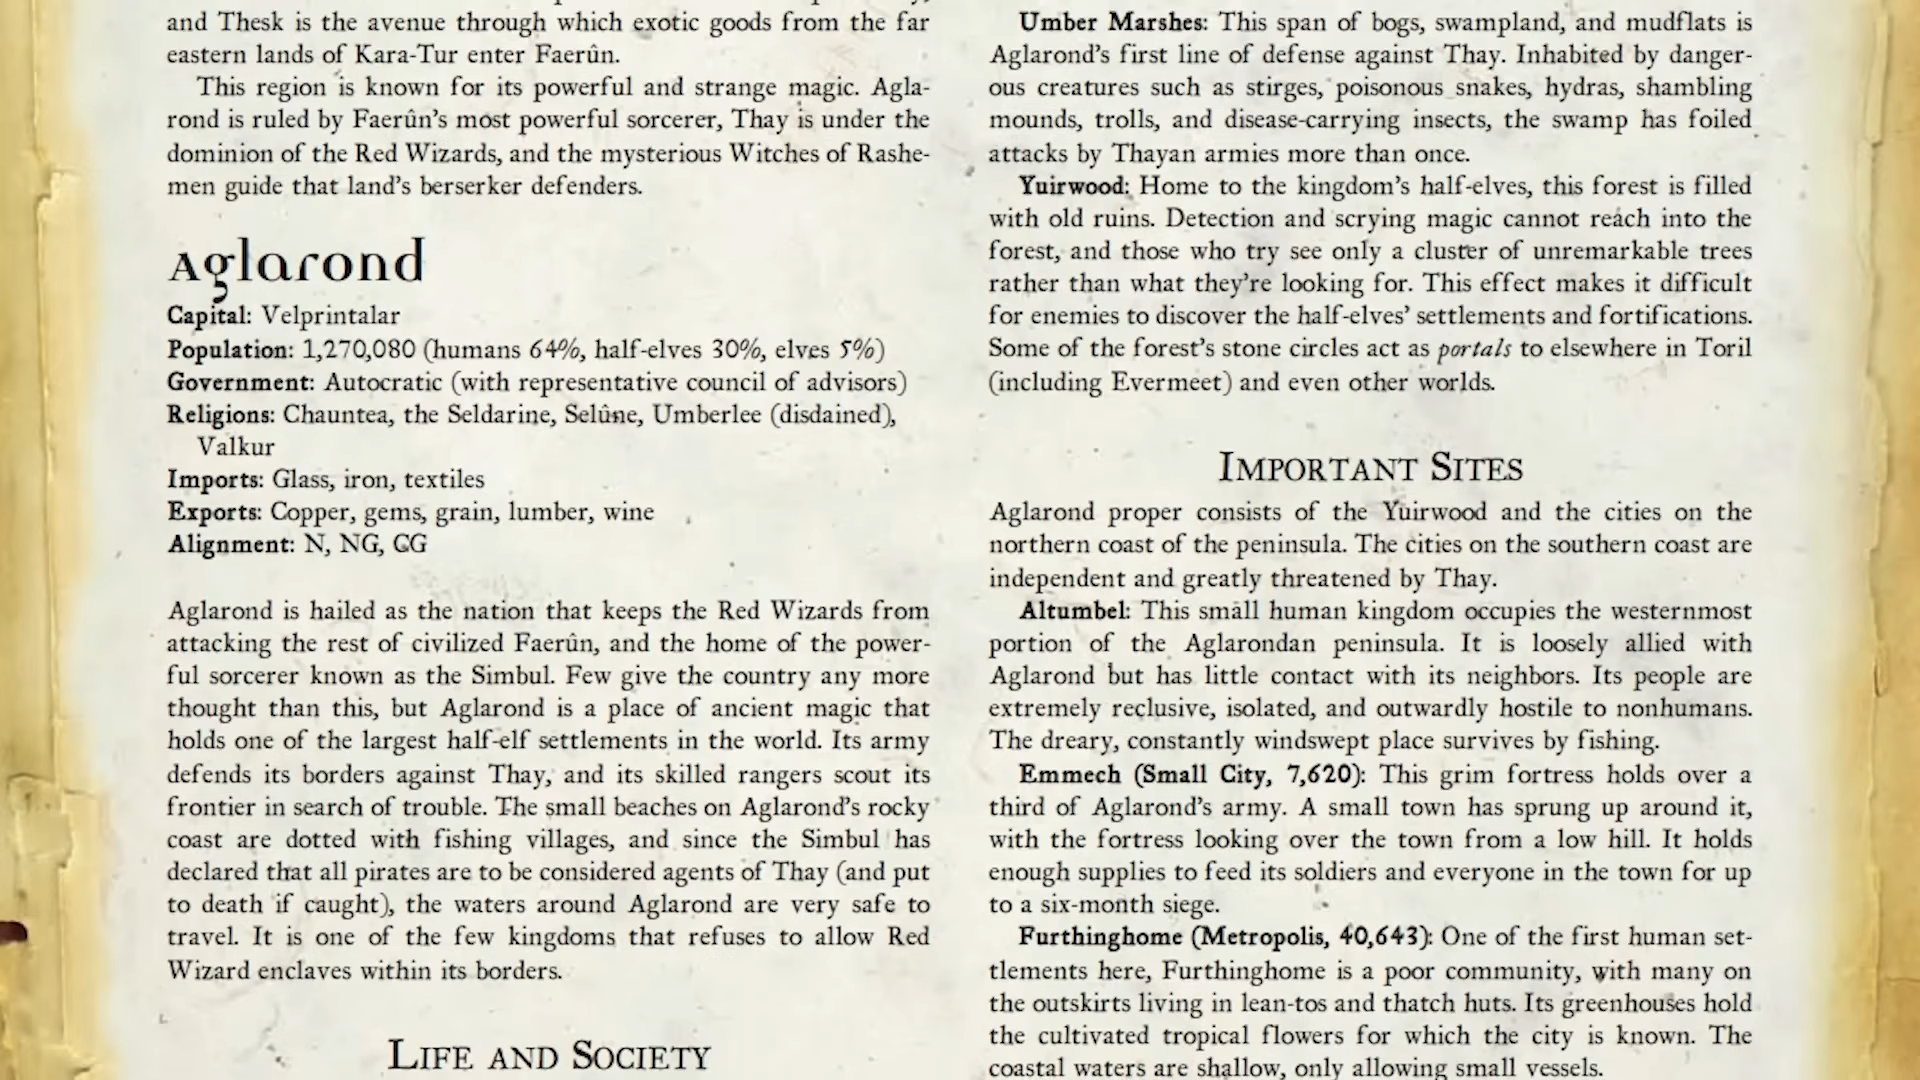 and Thesk is the avenue through which exotic goods from the far
eastern lands of Kara-Tur enter Faerûn.
This region is known for its powerful and strange magic. Agla-
rond is ruled by Faerûn's most powerful sorcerer, Thay is under the
dominion of the Red Wizards, and the mysterious Witches of Rashe-
men guide that land's berserker defenders.
Aglarond
Capital: Velprintalar
Population: 1,270,080 (humans 64%, half-elves 30%, elves 5%)
Government: Autocratic (with representative council of advisors)
Religions: Chauntea, the Seldarine, Selûne, Umberlee (disdained),
Valkur
Imports: Glass, iron, textiles
Exports: Copper, gems, grain, lumber, wine
Alignment: N, NG, CG
Aglarond is hailed as the nation that keeps the Red Wizards from
attacking the rest of civilized Faerûn, and the home of the power-
ful sorcerer known as the Simbul. Few give the country any more
thought than this, but Aglarond is a place of ancient magic that
holds one of the largest half-elf settlements in the world. Its army
defends its borders against Thay, and its skilled rangers scout its
frontier in search of trouble. The small beaches on Aglarond's rocky
coast are dotted with fishing villages, and since the Simbul has
declared that all pirates are to be considered agents of Thay (and put
to death if caught), the waters around Aglarond are very safe to
travel. It is one of the few kingdoms that refuses to allow Red
Wizard enclaves within its borders.
Life and Society
Umber Marshes: This span of bogs, swampland, and mudflats is
Aglarond's first line of defense against Thay. Inhabited by danger-
ous creatures such as stirges, poisonous snakes, hydras, shambling
mounds, trolls, and disease-carrying insects, the swamp has foiled
attacks by Thayan armies more than once.
Yuirwood: Home to the kingdom's half-elves, this forest is filled
with old ruins. Detection and scrying magic cannot reach into the
forest, and those who try see only a cluster of unremarkable trees
rather than what they're looking for. This effect makes it difficult
for enemies to discover the half-elves' settlements and fortifications.
Some of the forest's stone circles act as portals to elsewhere in Toril
(including Evermeet) and even other worlds.
Important Sites
Aglarond proper consists of the Yuirwood and the cities on the
northern coast of the peninsula. The cities on the southern coast are
independent and greatly threatened by Thay.
Altumbel: This small human kingdom occupies the westernmost
portion of the Aglarondan peninsula. It is loosely allied with
Aglarond but has little contact with its neighbors. Its people are
extremely reclusive, isolated, and outwardly hostile to nonhumans.
The dreary, constantly windswept place survives by fishing.
Emmech (Small City, 7,620): This grim fortress holds over a
third of Aglarond's army. A small town has sprung up around it,
with the fortress looking over the town from a low hill. It holds
enough supplies to feed its soldiers and everyone in the town for up
to a six-month siege.
Furthinghome (Metropolis, 40,643): One of the first human set-
tlements here, Furthinghome is a poor community, with many on
the outskirts living in lean-tos and thatch huts. Its greenhouses hold
the cultivated tropical flowers for which the city is known. The
coastal waters are shallow, only allowing small vessels.